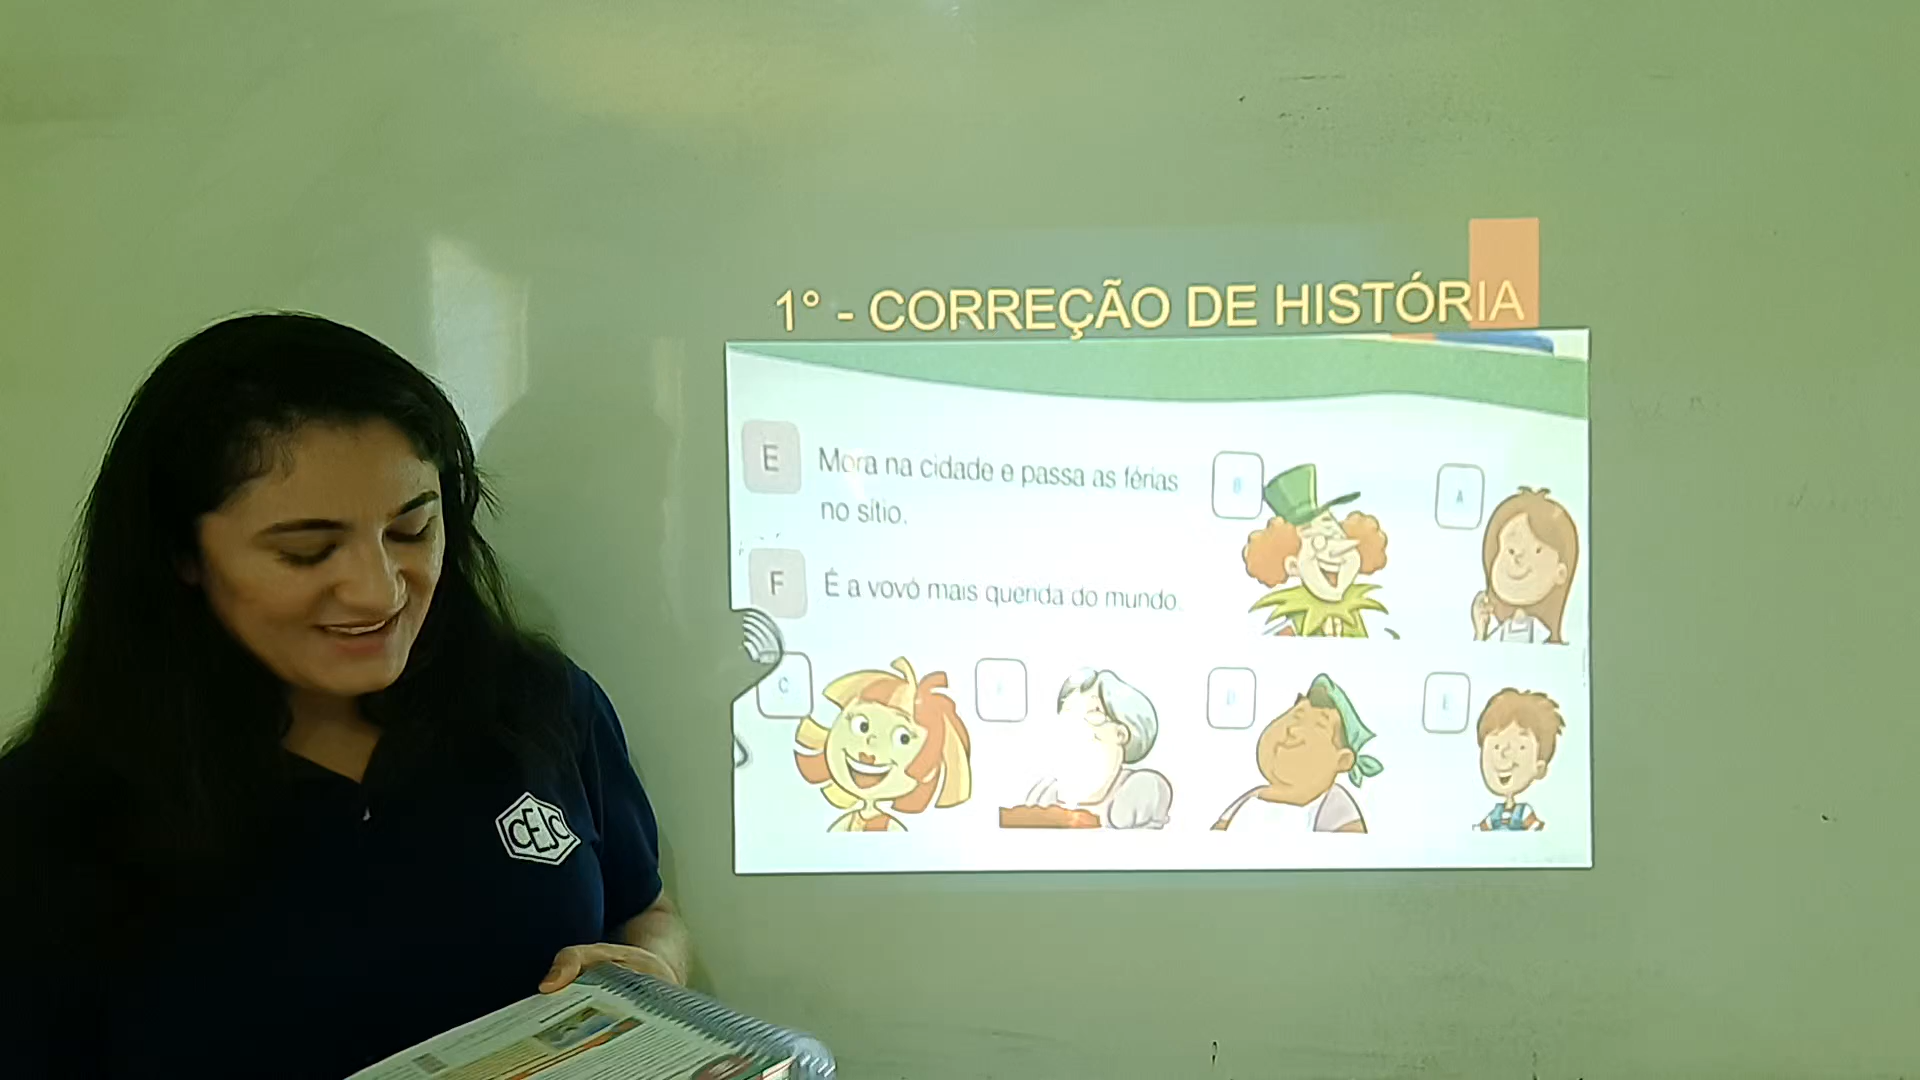 1° - CORREÇÃO DE HISTÓRIA
E Mora na cidade e passa as férias
no sítio.
F É a vovó mais querida do mundo.
B
A
C
D
E
CEJC